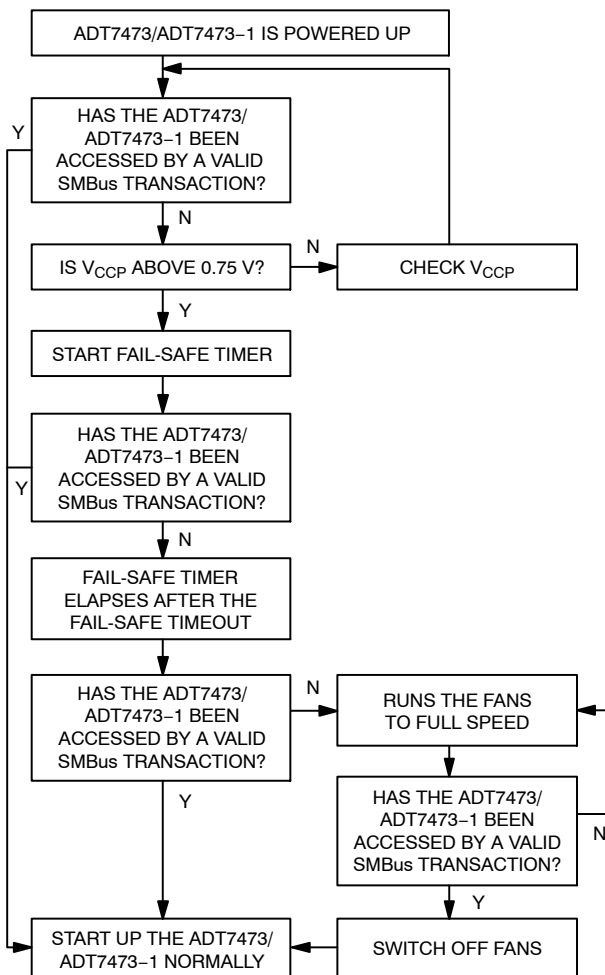 ADT7473/ADT7473−1 IS POWERED UP
HAS THE ADT7473/
ADT7473−1 BEEN
ACCESSED BY A VALID
SMBus TRANSACTION?
Y
N
IS VCCP ABOVE 0.75 V?
N
CHECK VCCP
Y
START FAIL-SAFE TIMER
HAS THE ADT7473/
ADT7473−1 BEEN
ACCESSED BY A VALID
SMBus TRANSACTION?
Y
N
FAIL-SAFE TIMER
ELAPSES AFTER THE
FAIL-SAFE TIMEOUT
HAS THE ADT7473/
ADT7473−1 BEEN
ACCESSED BY A VALID
SMBus TRANSACTION?
N
RUNS THE FANS
TO FULL SPEED
Y
HAS THE ADT7473/
ADT7473−1 BEEN
ACCESSED BY A VALID
SMBus TRANSACTION?
N
Y
START UP THE ADT7473/
ADT7473−1 NORMALLY
SWITCH OFF FANS